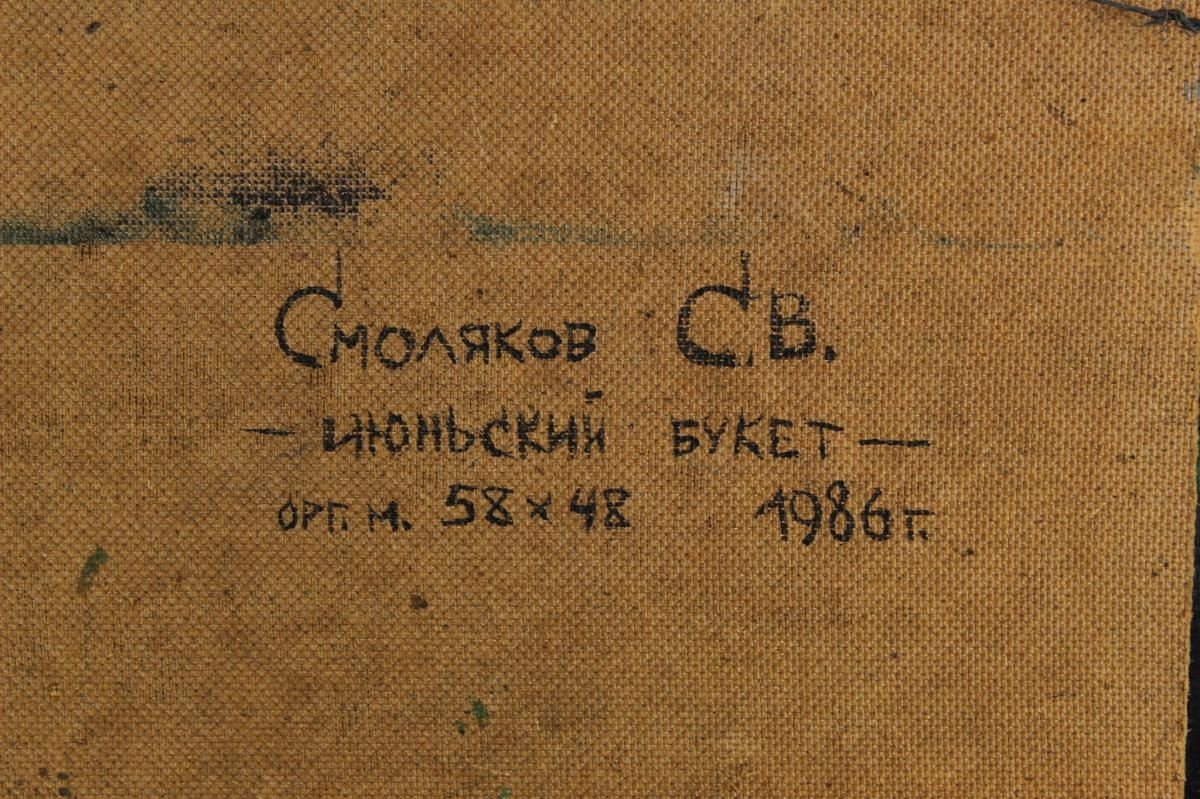 Смоляков С.В.
— июньский букет —
орг. м. 58×48 1986 г.